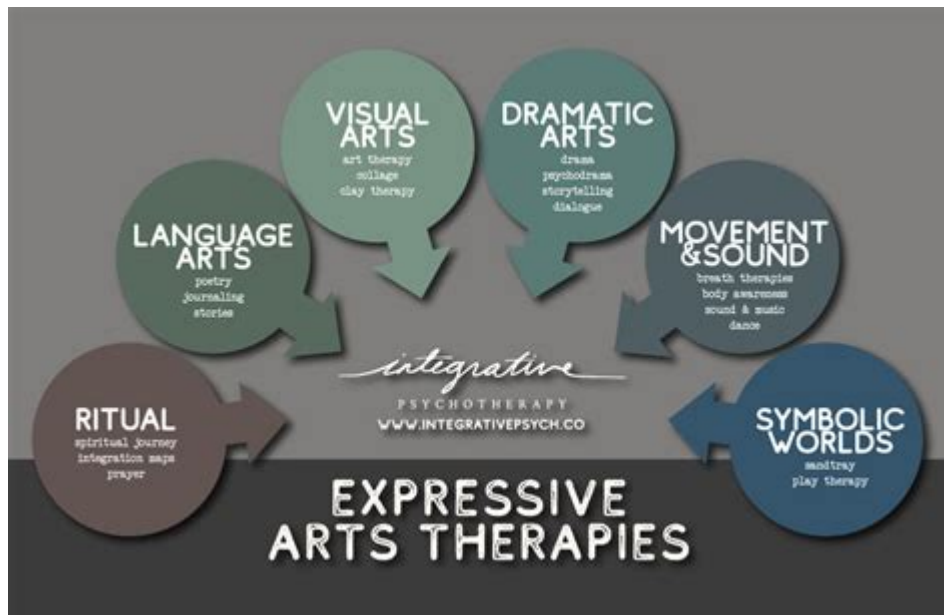 VISUAL
ARTS
art therapy
collage
clay therapy
DRAMATIC
ARTS
drama
psychodrama
storytelling
dialogue
LANGUAGE
ARTS
poetry
journaling
stories
MOVEMENT
&SOUND
breath therapies
body awareness
sound & music
dance
RITUAL
spiritual journey
integration maps
prayer
integrative
PSYCHOTHERAPY
WWW.INTEGRATIVEPSYCH.CO
SYMBOLIC
WORLDS
sandtray
play therapy
EXPRESSIVE
ARTS THERAPIES